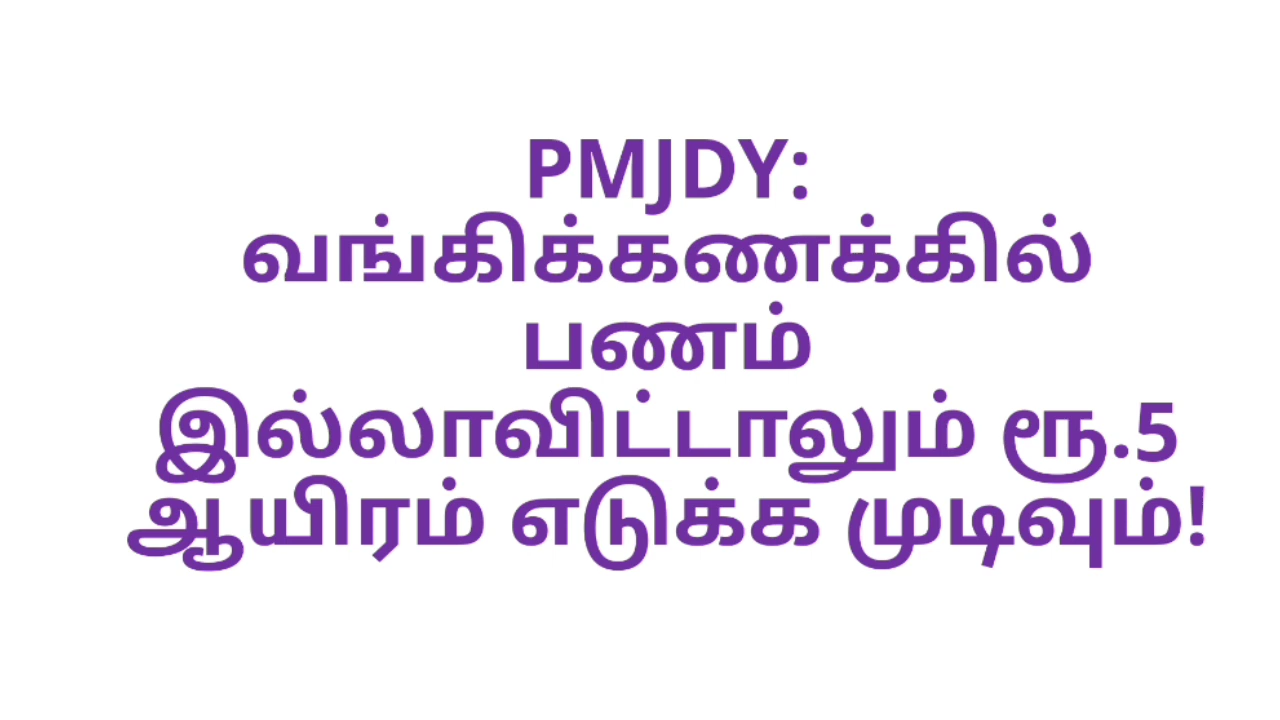 PMJDY:
வங்கிக்கணக்கில்
பணம்
இல்லாவிட்டாலும் ரூ.5
ஆயிரம் எடுக்க முடிவும்!